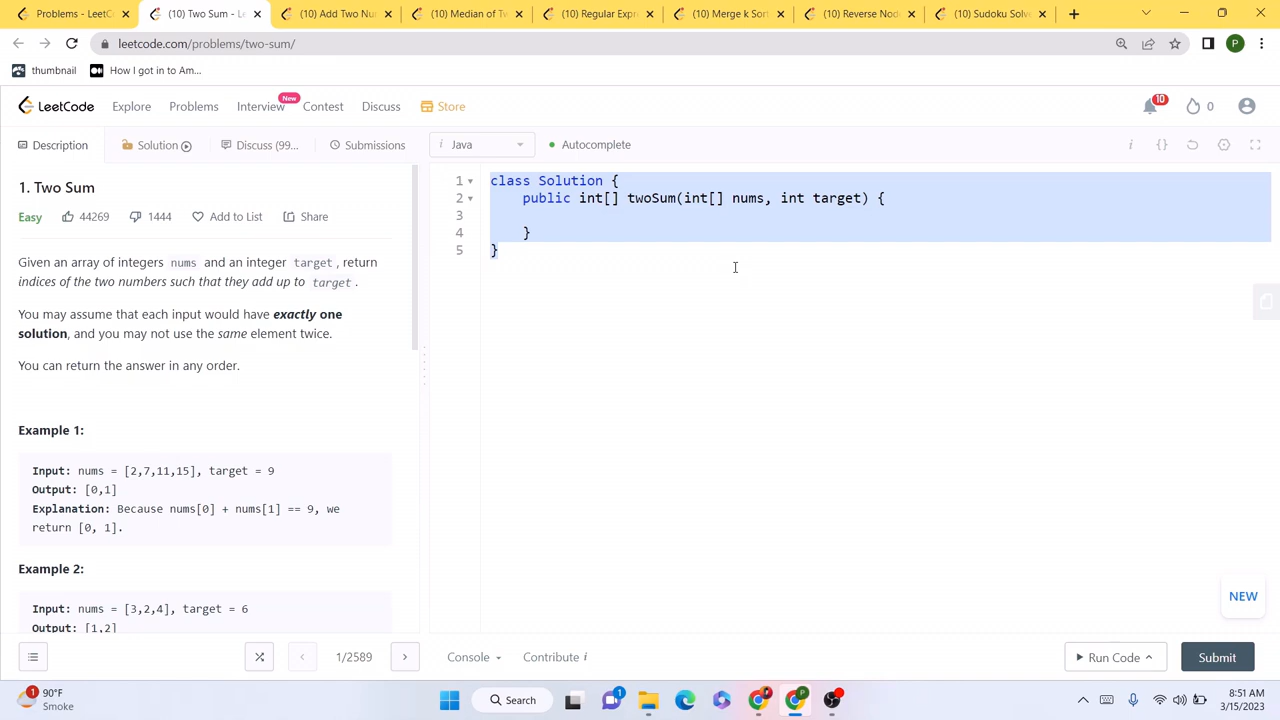 Problems - LeetC
(10) Two Sum - L
(10) Add Two Nu
(10) Median of Tw
(10) Regular Expr
(10) Merge k Sort
(10) Reverse Node
(10) Sudoku Solve
leetcode.com/problems/two-sum/
P
thumbnail
How I got in to Am...
LeetCode
Explore
Problems
Interview
New
Contest
Discuss
Store
10
0
Description
Solution
Discuss (99...
Submissions
i Java
Autocomplete
i
{}
1. Two Sum
Easy
44269
1444
Add to List
Share
Given an array of integers nums and an integer target, return
indices of the two numbers such that they add up to target.
You may assume that each input would have exactly one
solution, and you may not use the same element twice.
You can return the answer in any order.
Example 1:
Input: nums = [2,7,11,15], target = 9
Output: [0,1]
Explanation: Because nums[0] + nums[1] == 9, we
return [0, 1].
Example 2:
Input: nums = [3,2,4], target = 6
Output: [1,2]
1 class Solution {
2 public int[] twoSum(int[] nums, int target) {
3
4 }
5 }
NEW
1/2589
Console
Contribute i
Run Code
Submit
1
90°F
Smoke
Search
1
P
8:51 AM
3/15/2023